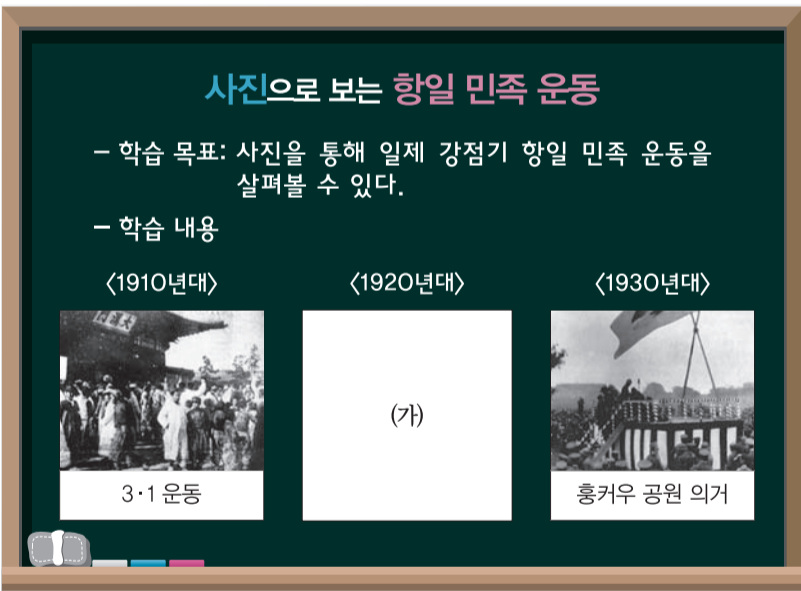 사진으로 보는 항일 민족 운동
– 학습 목표: 사진을 통해 일제 강점기 항일 민족 운동을
살펴볼 수 있다.
– 학습 내용
〈1910년대〉 〈1920년대〉 〈1930년대〉
(가)
3·1 운동 훙커우 공원 의거